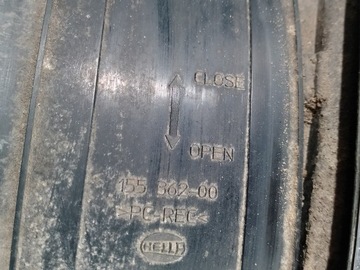 CLOSE
OPEN
155 862-00
>PC-REC<
HELLA